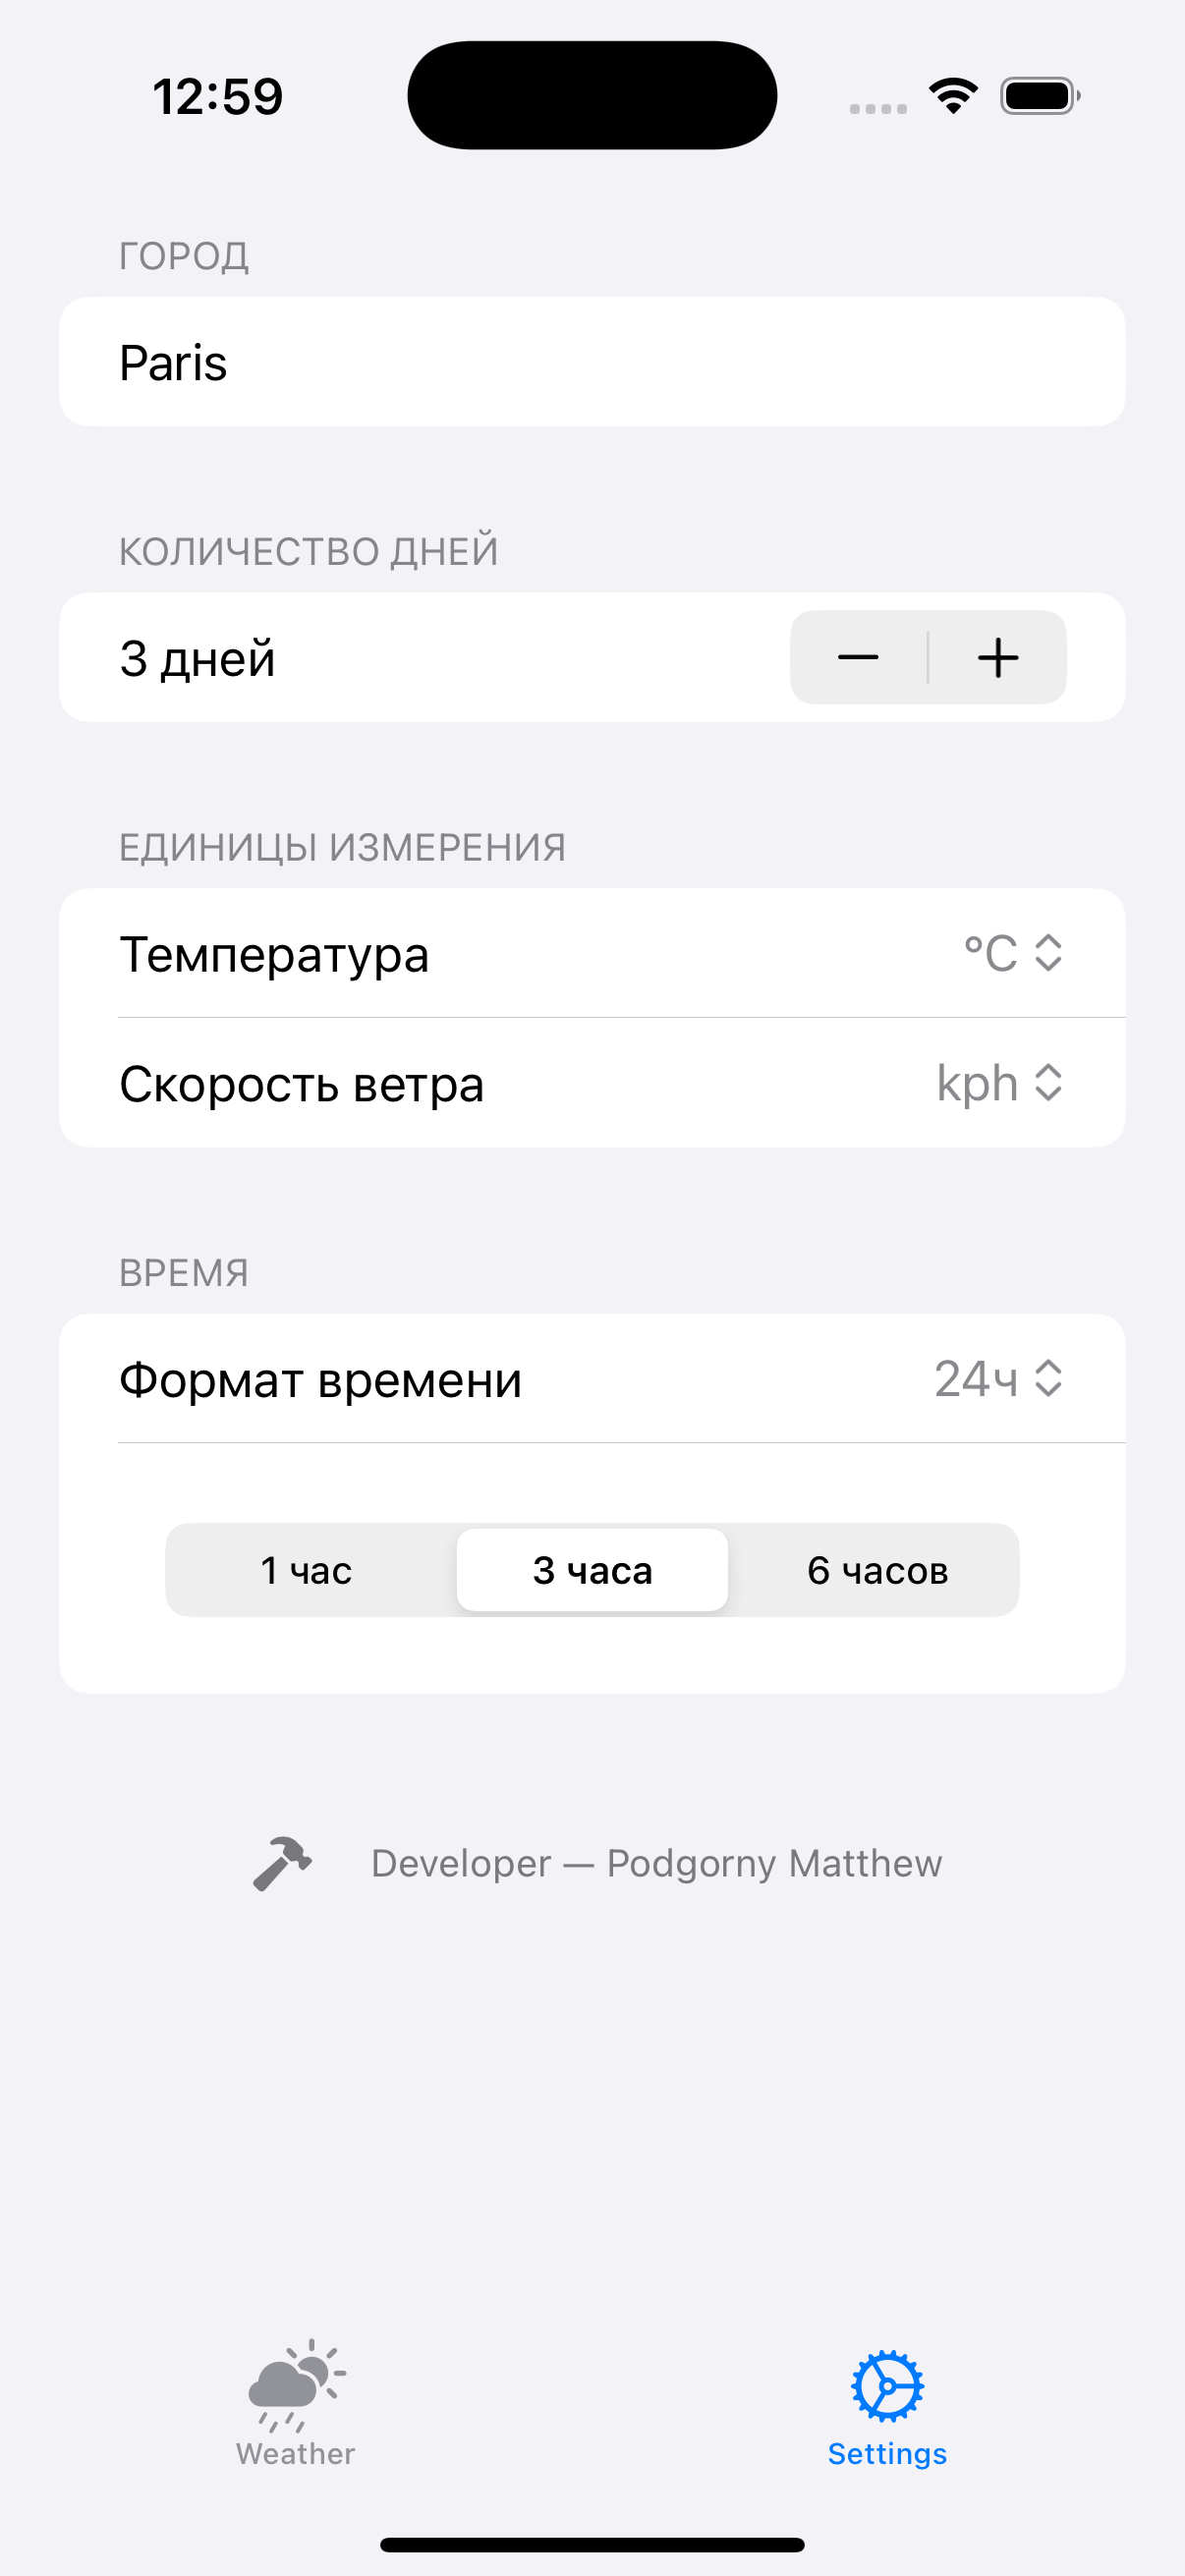 12:59
ГОРОД
Paris
КОЛИЧЕСТВО ДНЕЙ
3 дней
ЕДИНИЦЫ ИЗМЕРЕНИЯ
Температура °C
Скорость ветра kph
ВРЕМЯ
Формат времени 24ч
1 час 3 часа 6 часов
Developer — Podgorny Matthew
Weather Settings